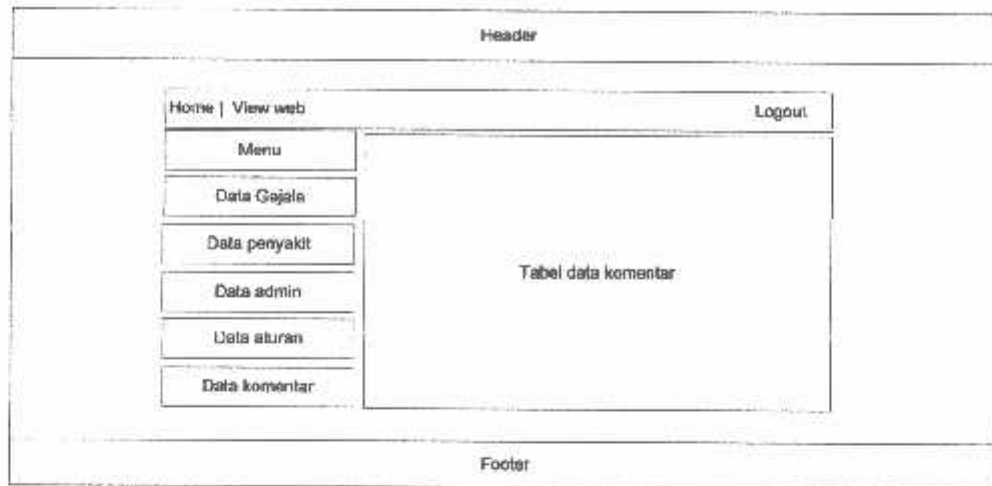 Header
Home | View web
Logout
Menu
Data Gejala
Data penyakit
Data admin
Data aturan
Data komentar
Tabel data komentar
Footer